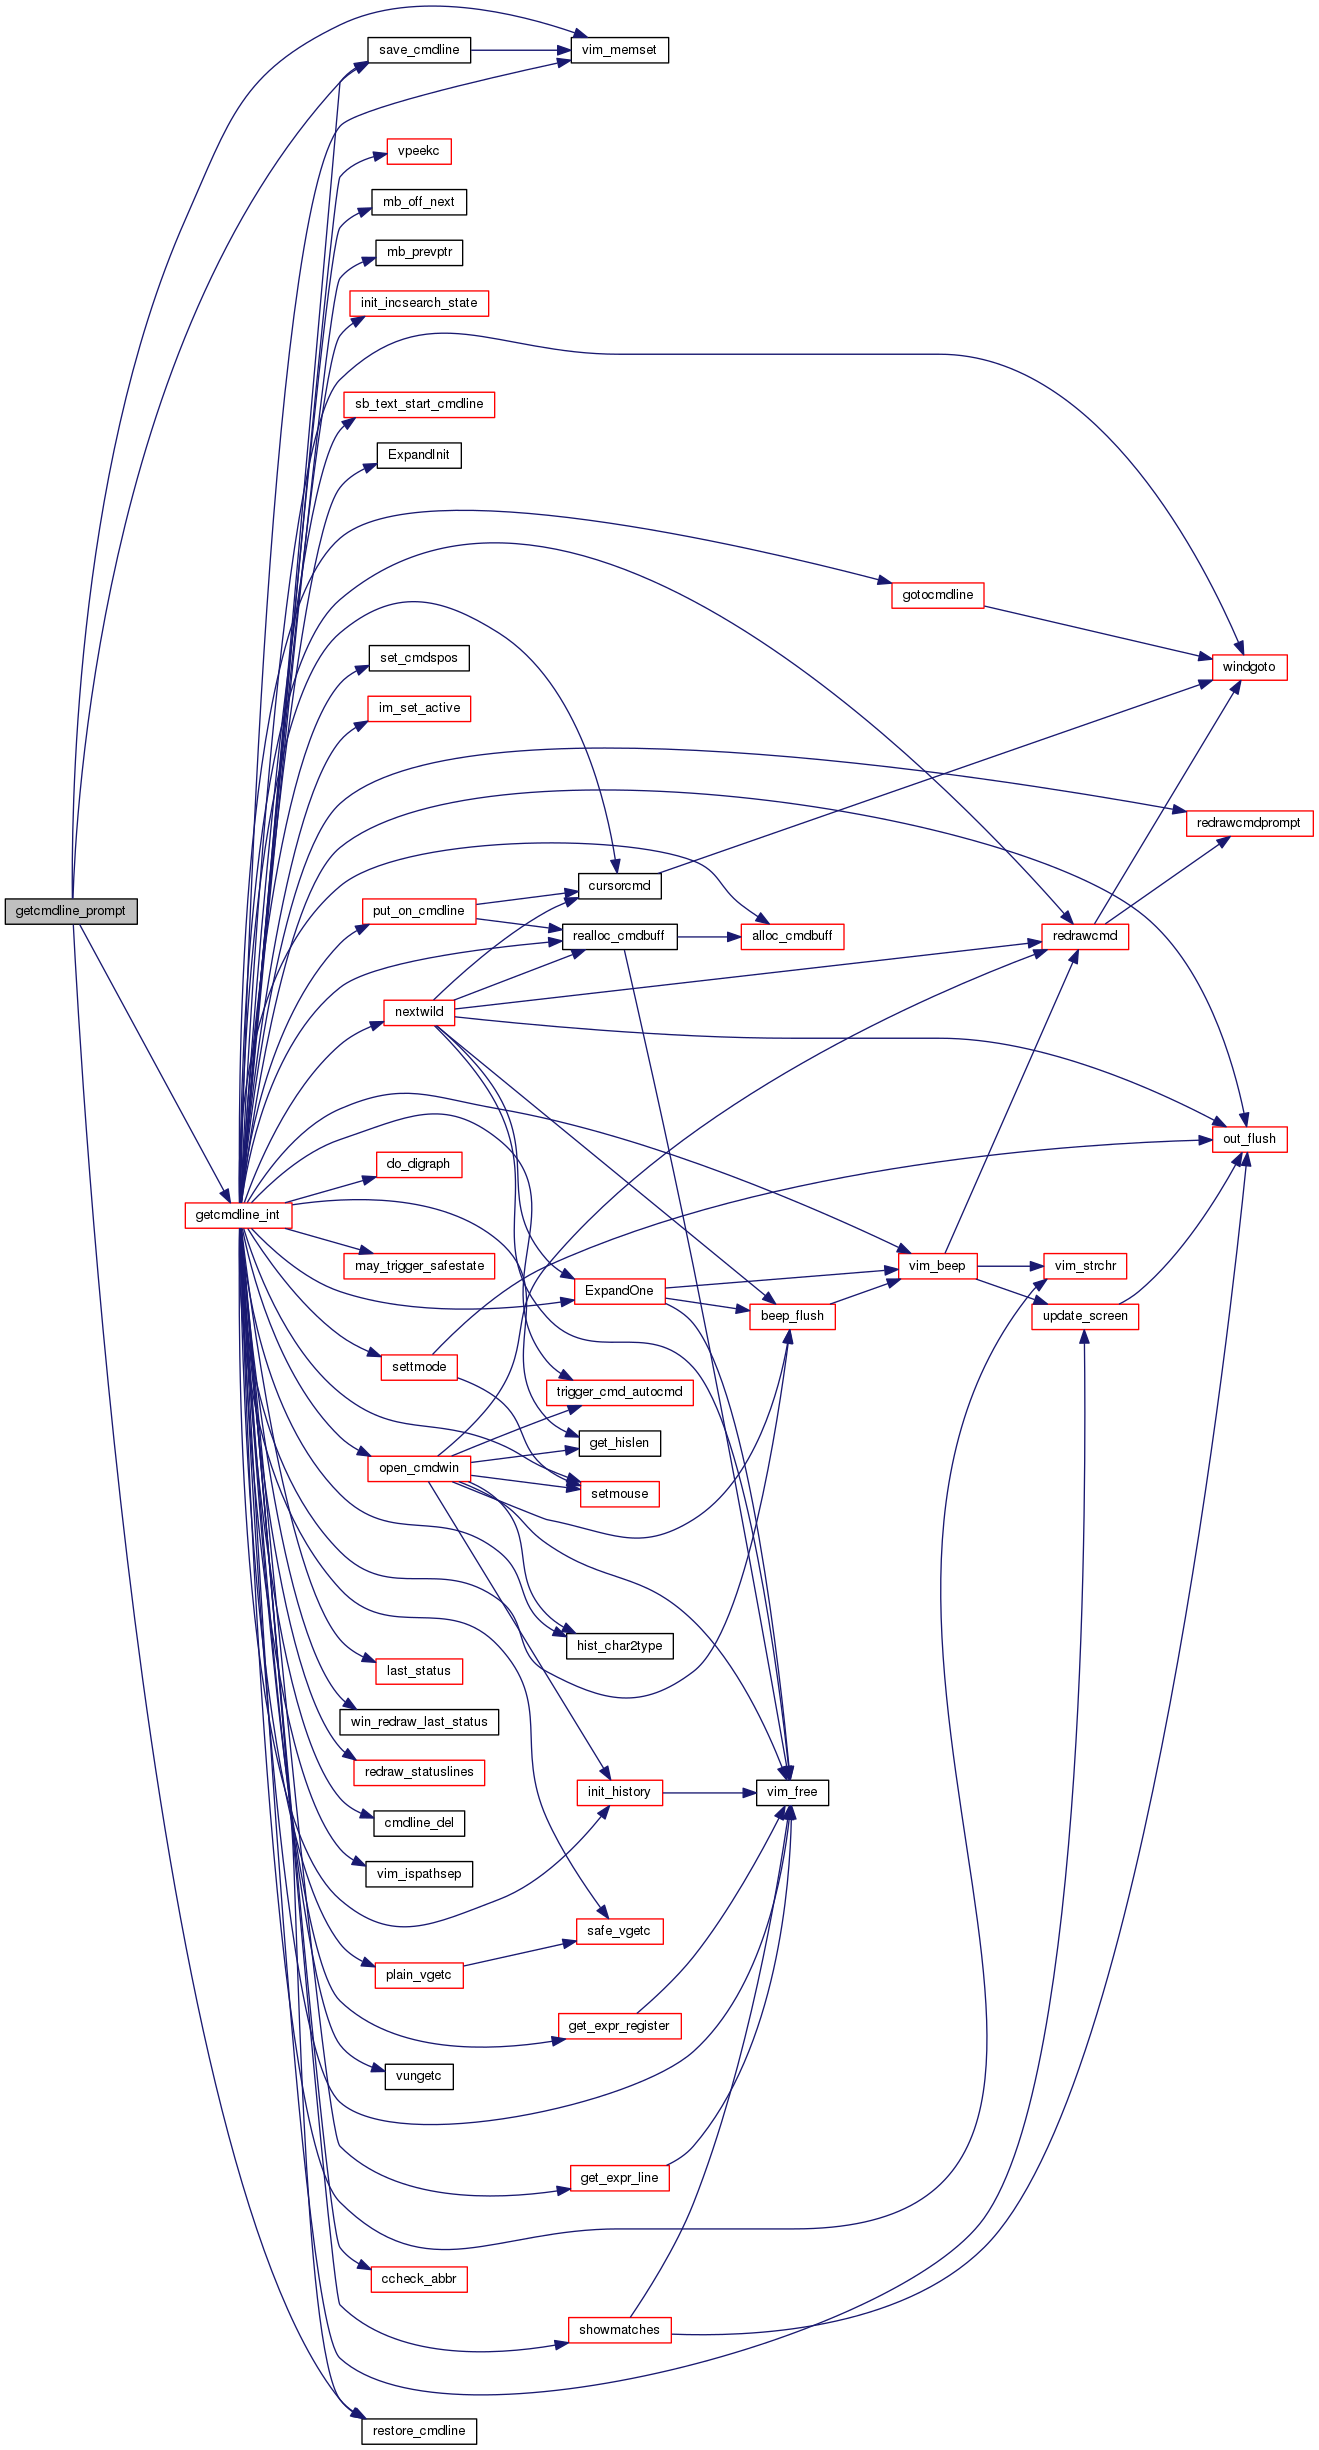 save_cmdline
vim_memset
vpeekc
mb_off_next
mb_prevptr
init_incsearch_state
sb_text_start_cmdline
ExpandInit
gotocmdline
set_cmdspos
windgoto
im_set_active
redrawcmdprompt
cursorcmd
getcmdline_prompt
put_on_cmdline
realloc_cmdbuff
alloc_cmdbuff
redrawcmd
nextwild
out_flush
do_digraph
getcmdline_int
may_trigger_safestate
vim_beep
vim_strchr
ExpandOne
beep_flush
update_screen
settmode
trigger_cmd_autocmd
get_hislen
open_cmdwin
setmouse
hist_char2type
last_status
win_redraw_last_status
redraw_statuslines
init_history
vim_free
cmdline_del
vim_ispathsep
safe_vgetc
plain_vgetc
get_expr_register
vungetc
get_expr_line
ccheck_abbr
showmatches
restore_cmdline